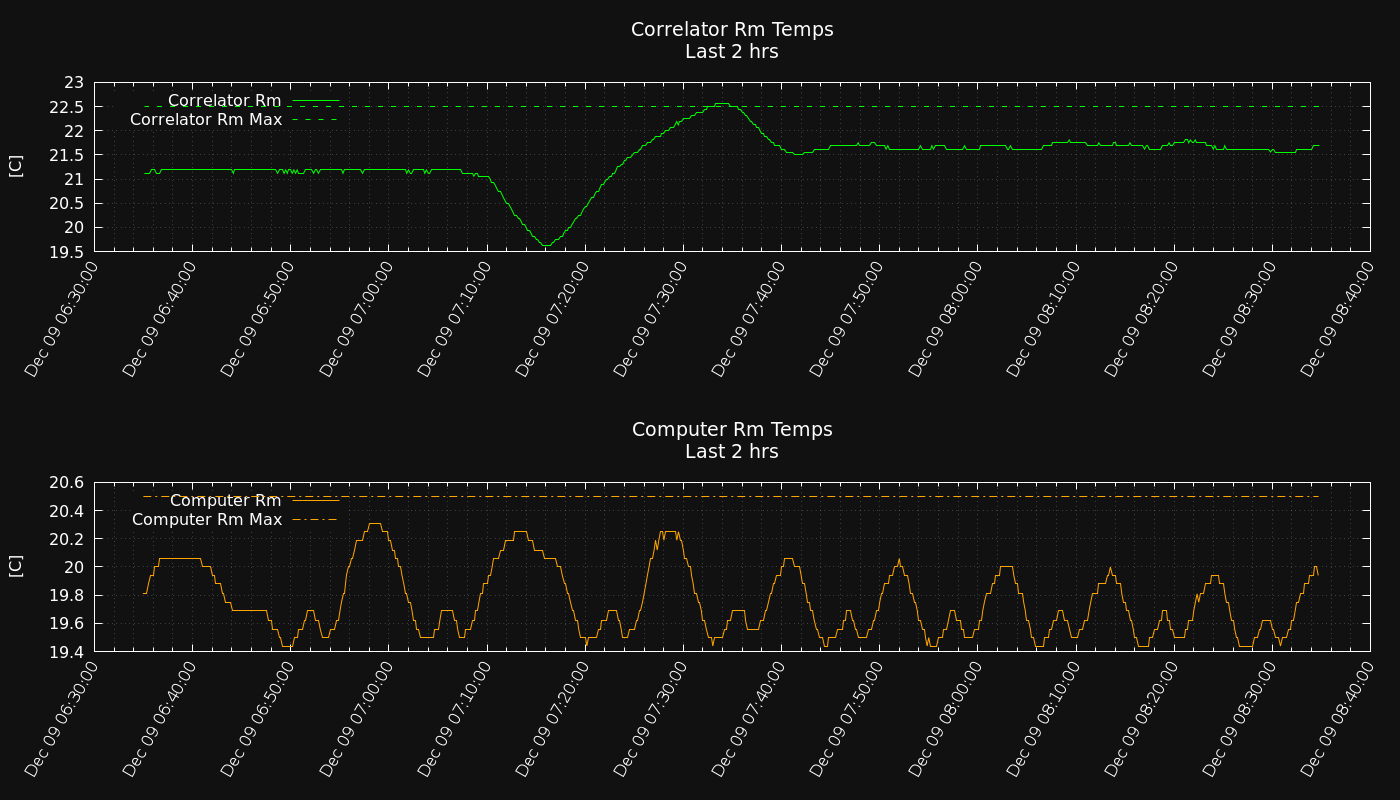 Correlator Rm Temps
Last 2 hrs
23
22.5
22
21.5
21
20.5
20
19.5
[C]
Correlator Rm
Correlator Rm Max
Dec 09 06:30:00
Dec 09 06:40:00
Dec 09 06:50:00
Dec 09 07:00:00
Dec 09 07:10:00
Dec 09 07:20:00
Dec 09 07:30:00
Dec 09 07:40:00
Dec 09 07:50:00
Dec 09 08:00:00
Dec 09 08:10:00
Dec 09 08:20:00
Dec 09 08:30:00
Dec 09 08:40:00
Computer Rm Temps
Last 2 hrs
20.6
20.4
20.2
20
19.8
19.6
19.4
[C]
Computer Rm
Computer Rm Max
Dec 09 06:30:00
Dec 09 06:40:00
Dec 09 06:50:00
Dec 09 07:00:00
Dec 09 07:10:00
Dec 09 07:20:00
Dec 09 07:30:00
Dec 09 07:40:00
Dec 09 07:50:00
Dec 09 08:00:00
Dec 09 08:10:00
Dec 09 08:20:00
Dec 09 08:30:00
Dec 09 08:40:00